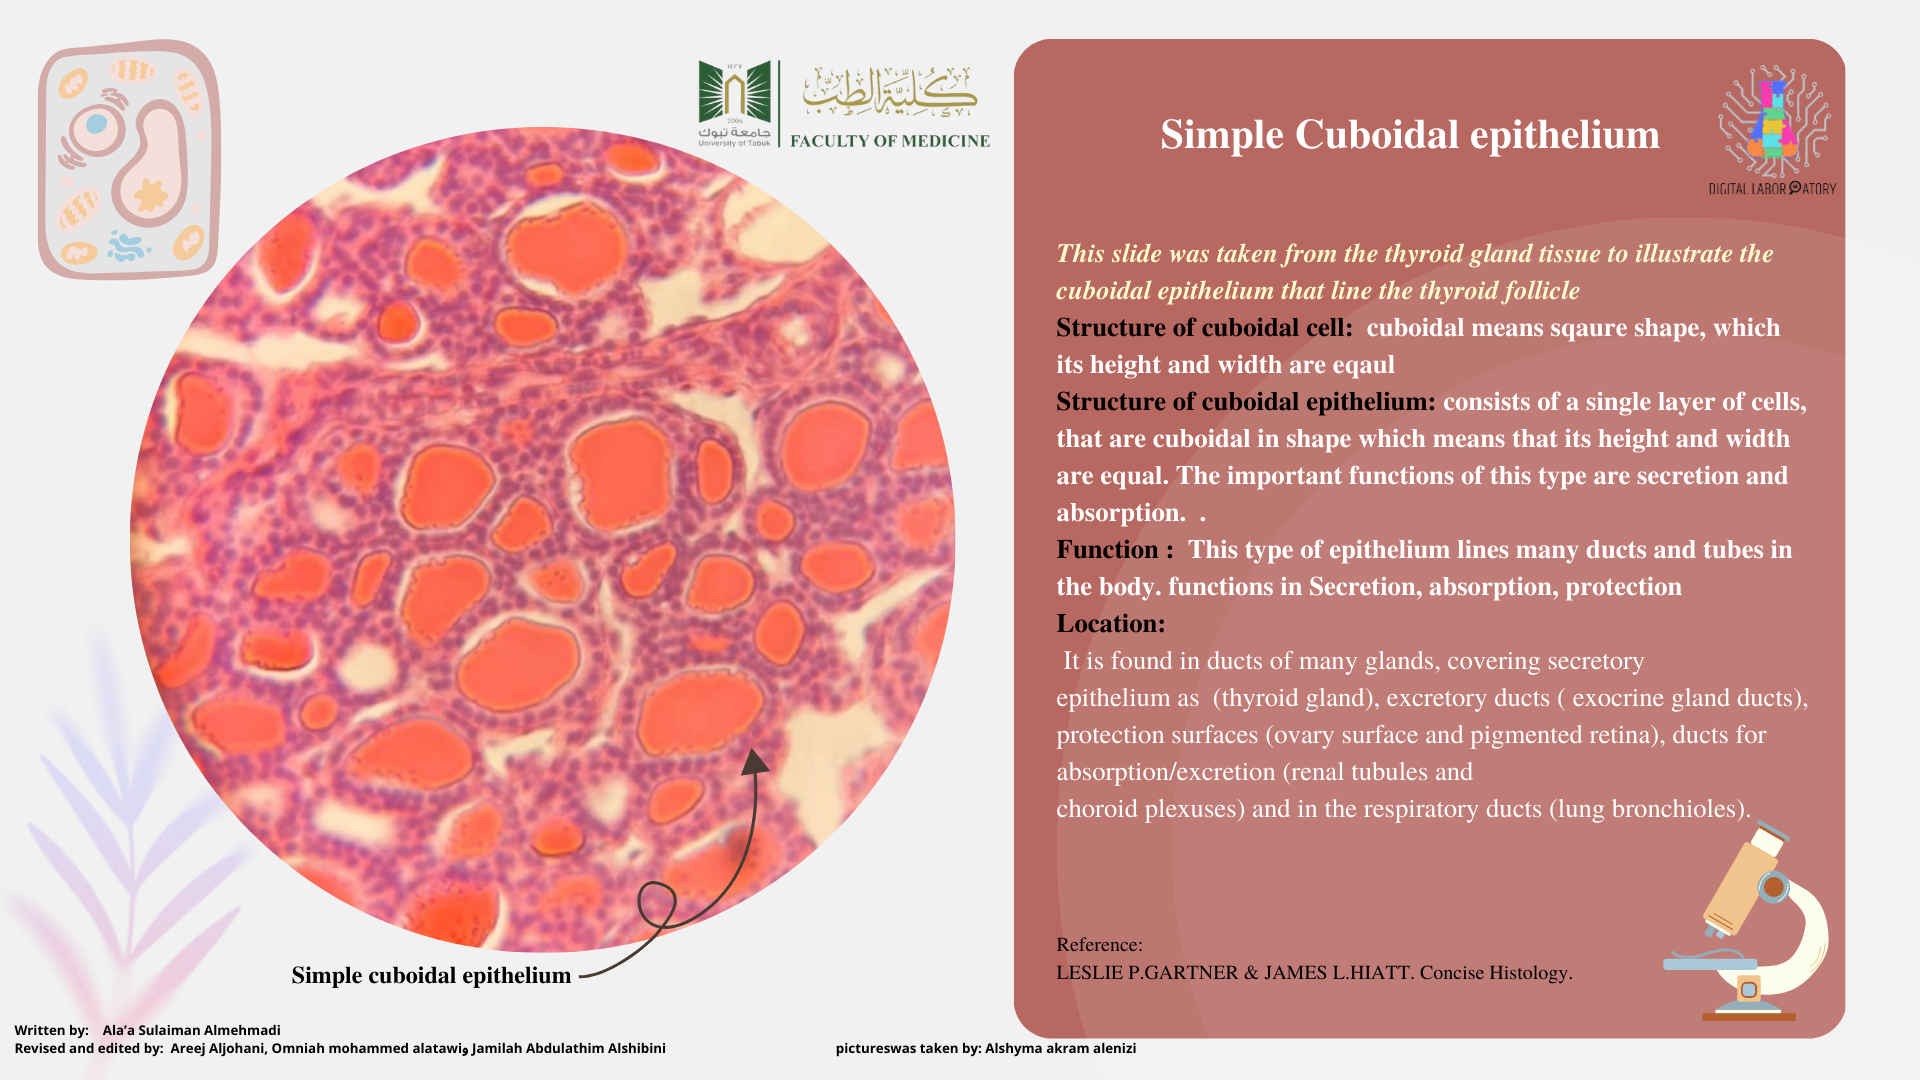 ١٤٢٧
2006
جامعة تبوك
University of Tabuk
كلية الطب
FACULTY OF MEDICINE
Simple Cuboidal epithelium
DIGITAL LABORATORY
This slide was taken from the thyroid gland tissue to illustrate the
cuboidal epithelium that line the thyroid follicle
Structure of cuboidal cell:  cuboidal means sqaure shape, which
its height and width are eqaul
Structure of cuboidal epithelium: consists of a single layer of cells,
that are cuboidal in shape which means that its height and width
are equal. The important functions of this type are secretion and
absorption.  .
Function :  This type of epithelium lines many ducts and tubes in
the body. functions in Secretion, absorption, protection
Location:
It is found in ducts of many glands, covering secretory
epithelium as  (thyroid gland), excretory ducts ( exocrine gland ducts),
protection surfaces (ovary surface and pigmented retina), ducts for
absorption/excretion (renal tubules and
choroid plexuses) and in the respiratory ducts (lung bronchioles).
Reference:
LESLIE P.GARTNER & JAMES L.HIATT. Concise Histology.
Simple cuboidal epithelium
Written by:   Ala’a Sulaiman Almehmadi
Revised and edited by:  Areej Aljohani, Omniah mohammed alatawiو Jamilah Abdulathim Alshibini
pictureswas taken by: Alshyma akram alenizi